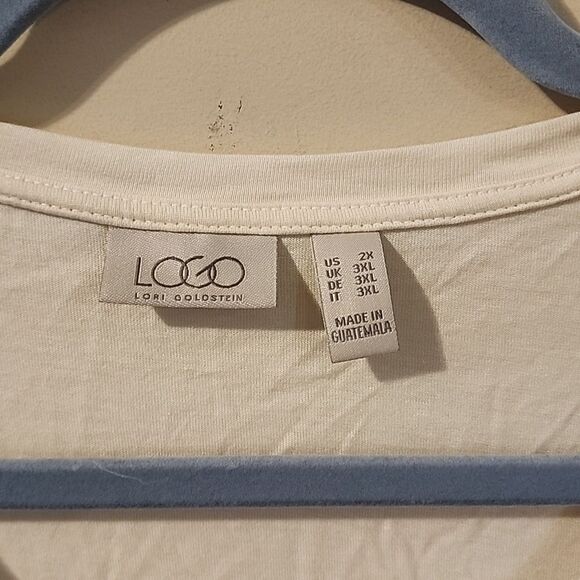 LOGO
LORI GOLDSTEIN
US 2X
UK 3XL
DE 3XL
IT 3XL
MADE IN
GUATEMALA